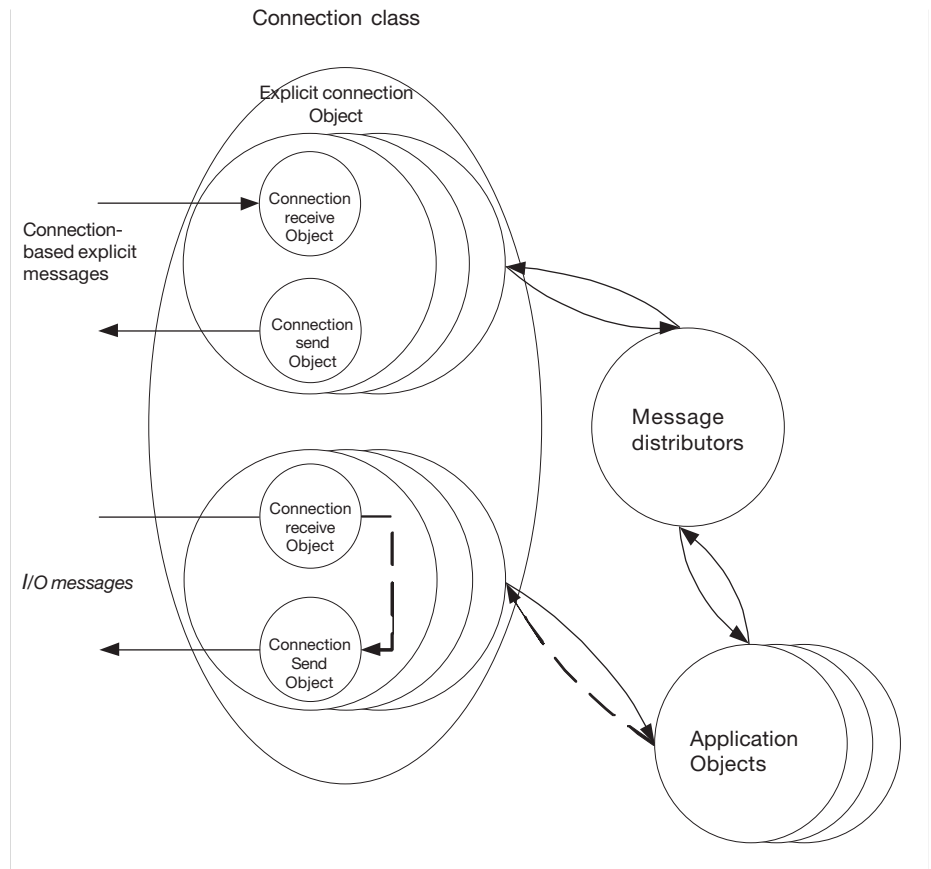 Connection class
Explicit connection
Object
Connection
receive
Object
Connection-
based explicit
messages
Connection
send
Object
Message
distributors
Connection
receive
Object
I/O messages
Connection
Send
Object
Application
Objects